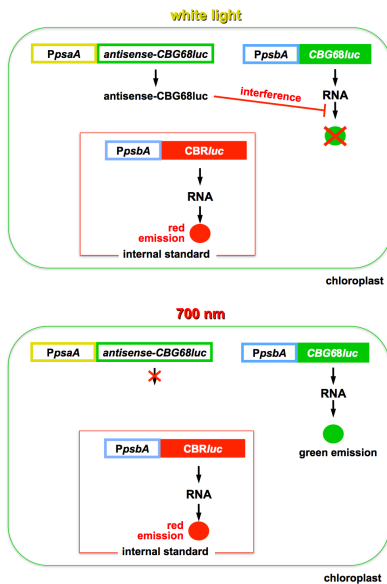 white light
PpsaA antisense-CBG68luc PpsbA CBG68luc
antisense-CBG68luc interference RNA
PpsbA CBRluc
RNA
red
emission
internal standard
chloroplast
700 nm
PpsaA antisense-CBG68luc PpsbA CBG68luc
RNA
green emission
PpsbA CBRluc
RNA
red
emission
internal standard
chloroplast